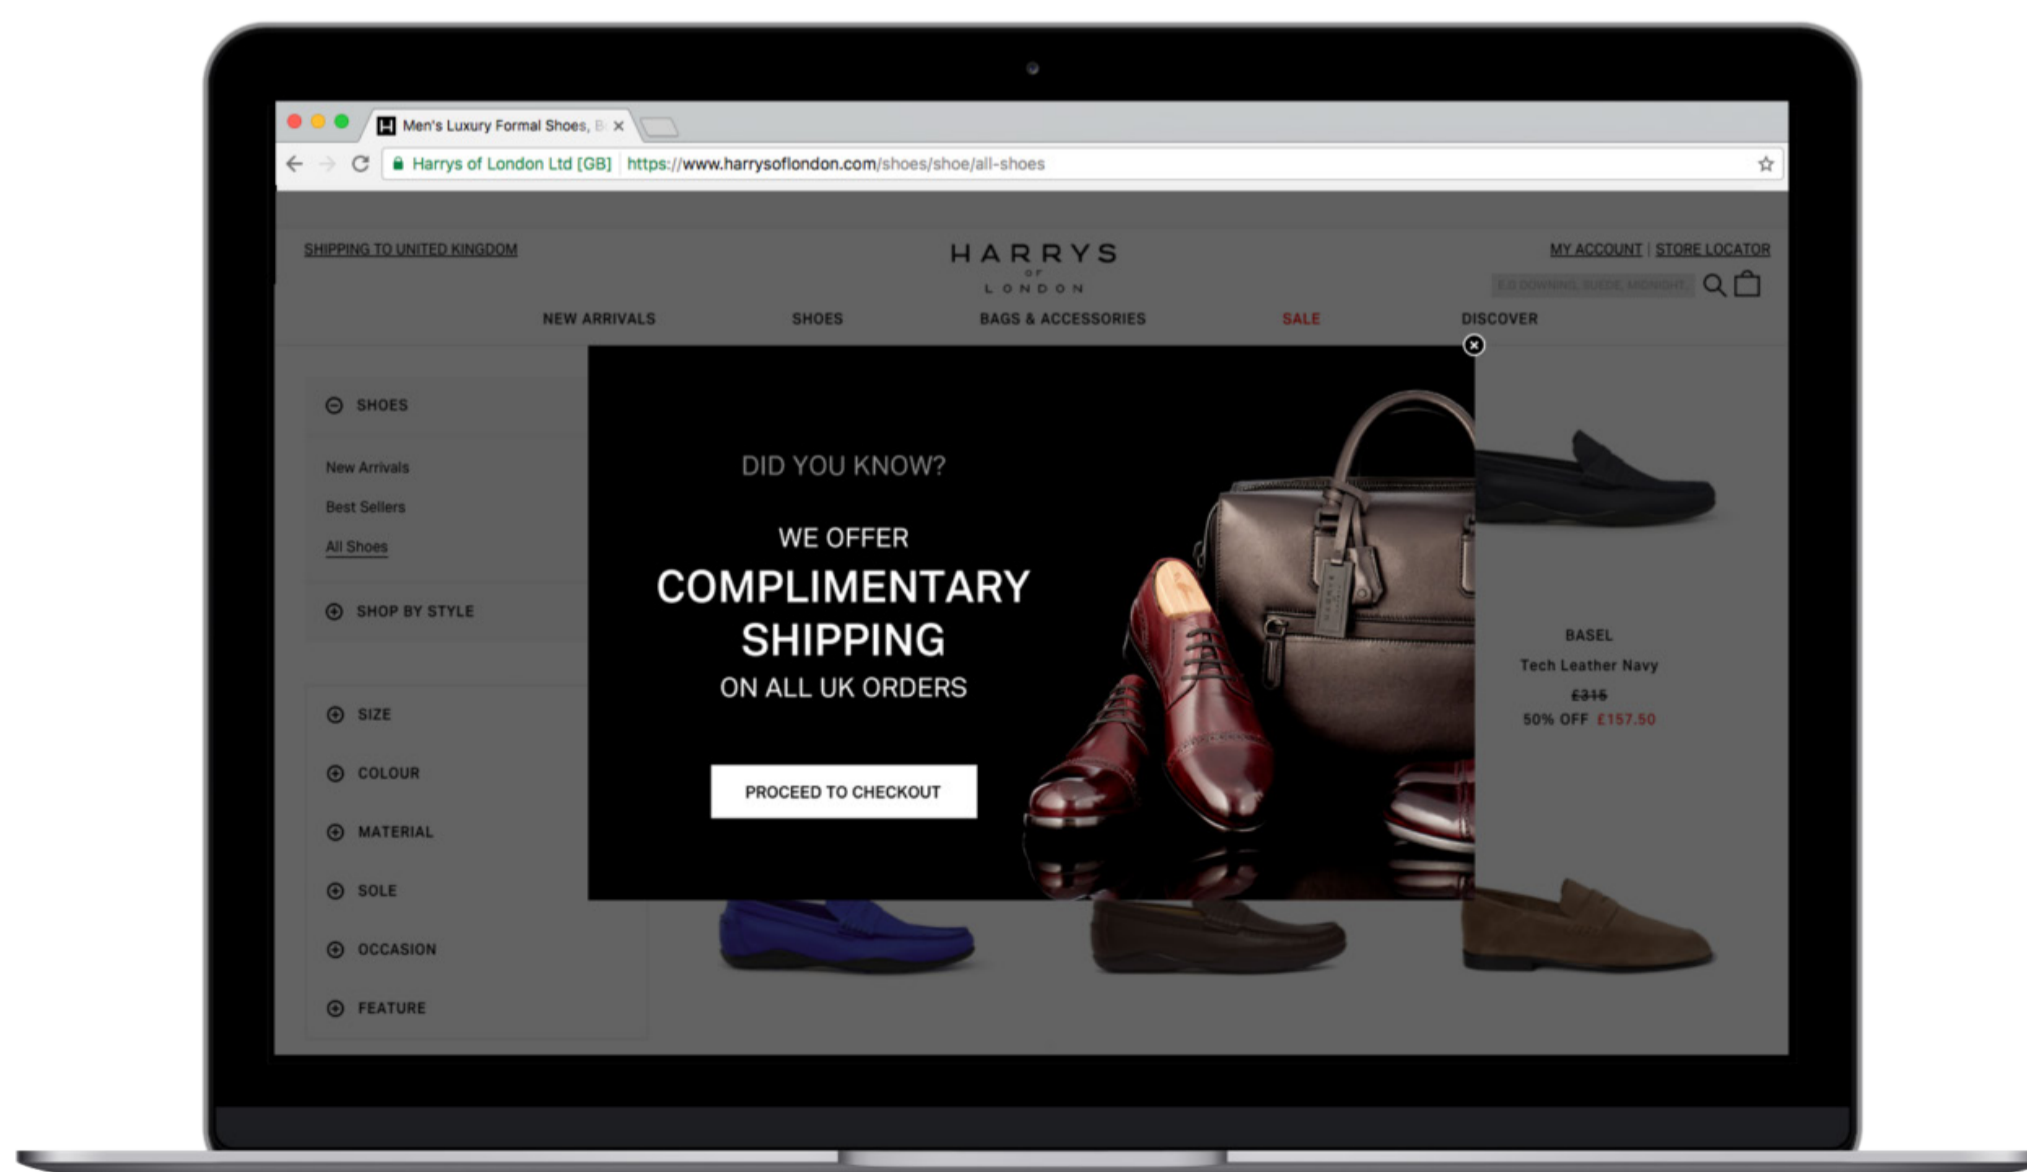 Men's Luxury Formal Shoes, B
Harrys of London Ltd [GB] https://www.harrysoflondon.com/shoes/shoe/all-shoes
SHIPPING TO UNITED KINGDOM
HARRYS
OF
LONDON
MY ACCOUNT | STORE LOCATOR
E.G DOWNING, SUEDE, MIDNIGHT,
NEW ARRIVALS SHOES BAGS & ACCESSORIES SALE DISCOVER
SHOES
New Arrivals
Best Sellers
All Shoes
SHOP BY STYLE
SIZE
COLOUR
MATERIAL
SOLE
OCCASION
FEATURE
DID YOU KNOW?
WE OFFER
COMPLIMENTARY
SHIPPING
ON ALL UK ORDERS
PROCEED TO CHECKOUT
BASEL
Tech Leather Navy
£315
50% OFF £157.50